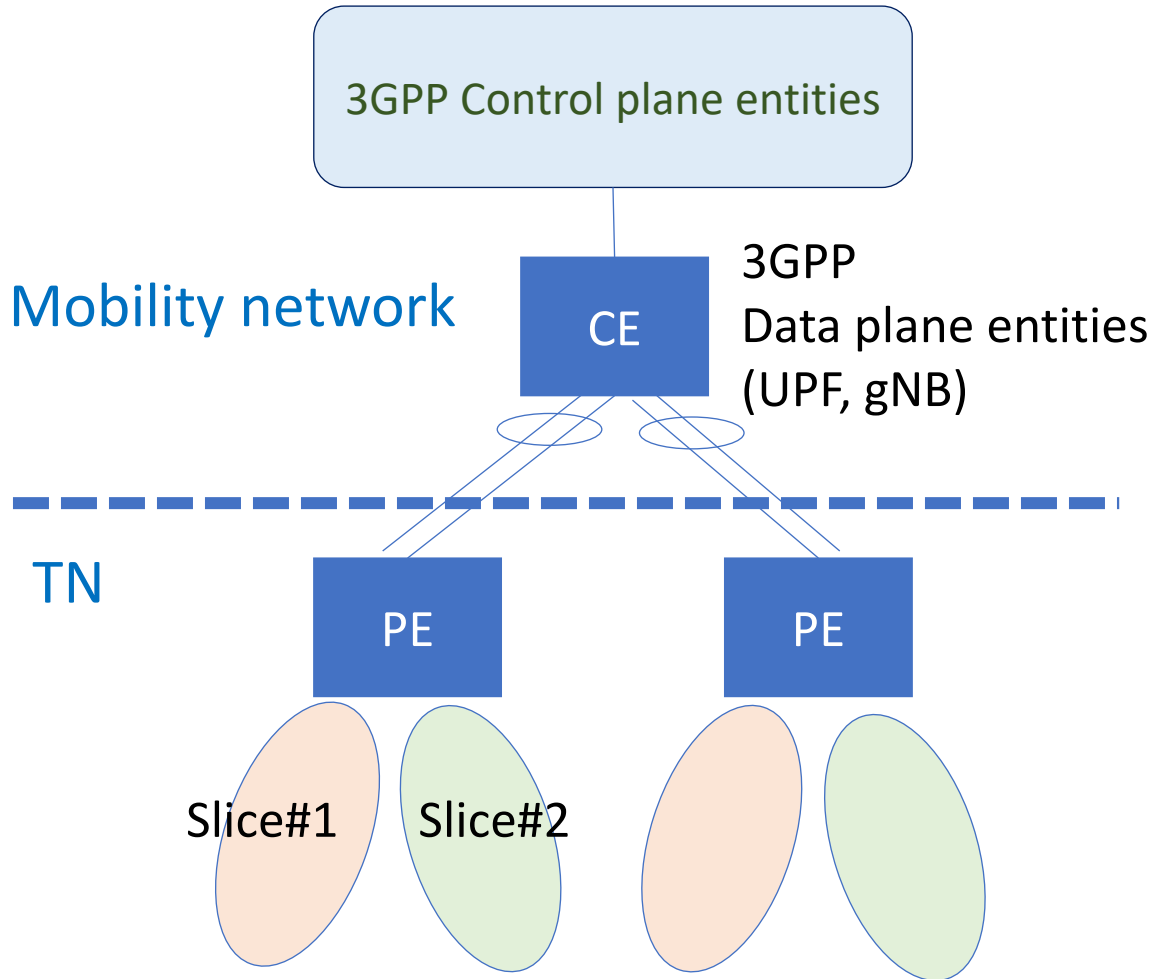 3GPP Control plane entities
Mobility network
CE
3GPP
Data plane entities
(UPF, gNB)
TN
PE
PE
Slice#1
Slice#2